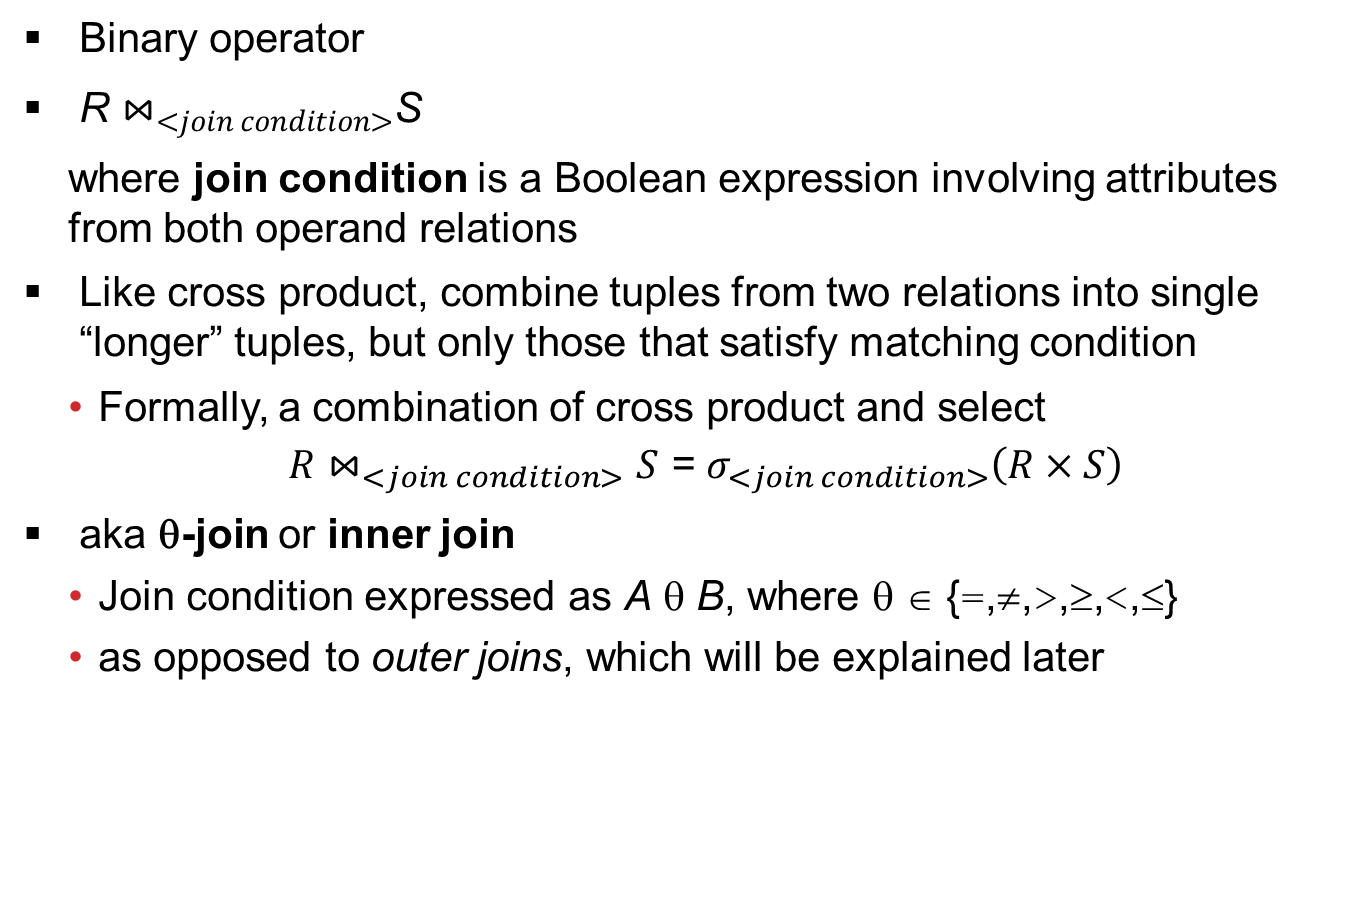 ▪ Binary operator
▪ R ⋈<join condition>S
where join condition is a Boolean expression involving attributes
from both operand relations
▪ Like cross product, combine tuples from two relations into single
“longer” tuples, but only those that satisfy matching condition
• Formally, a combination of cross product and select
R ⋈<join condition> S = σ<join condition>(R × S)
▪ aka θ-join or inner join
• Join condition expressed as A θ B, where θ ∈ {=,≠,>,≥,<,≤}
• as opposed to outer joins, which will be explained later